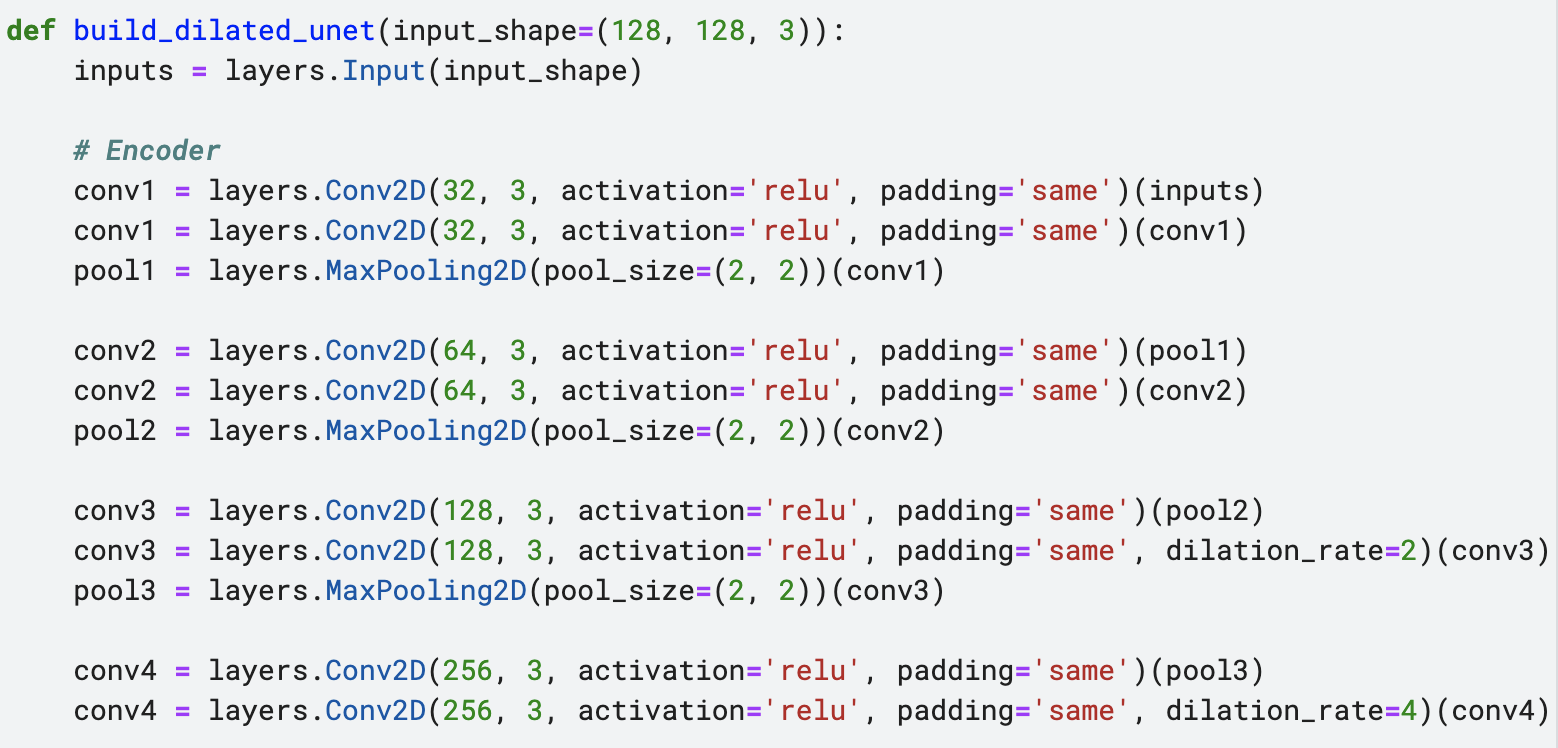 def build_dilated_unet(input_shape=(128, 128, 3)):
    inputs = layers.Input(input_shape)

    # Encoder
    conv1 = layers.Conv2D(32, 3, activation='relu', padding='same')(inputs)
    conv1 = layers.Conv2D(32, 3, activation='relu', padding='same')(conv1)
    pool1 = layers.MaxPooling2D(pool_size=(2, 2))(conv1)

    conv2 = layers.Conv2D(64, 3, activation='relu', padding='same')(pool1)
    conv2 = layers.Conv2D(64, 3, activation='relu', padding='same')(conv2)
    pool2 = layers.MaxPooling2D(pool_size=(2, 2))(conv2)

    conv3 = layers.Conv2D(128, 3, activation='relu', padding='same')(pool2)
    conv3 = layers.Conv2D(128, 3, activation='relu', padding='same', dilation_rate=2)(conv3)
    pool3 = layers.MaxPooling2D(pool_size=(2, 2))(conv3)

    conv4 = layers.Conv2D(256, 3, activation='relu', padding='same')(pool3)
    conv4 = layers.Conv2D(256, 3, activation='relu', padding='same', dilation_rate=4)(conv4)